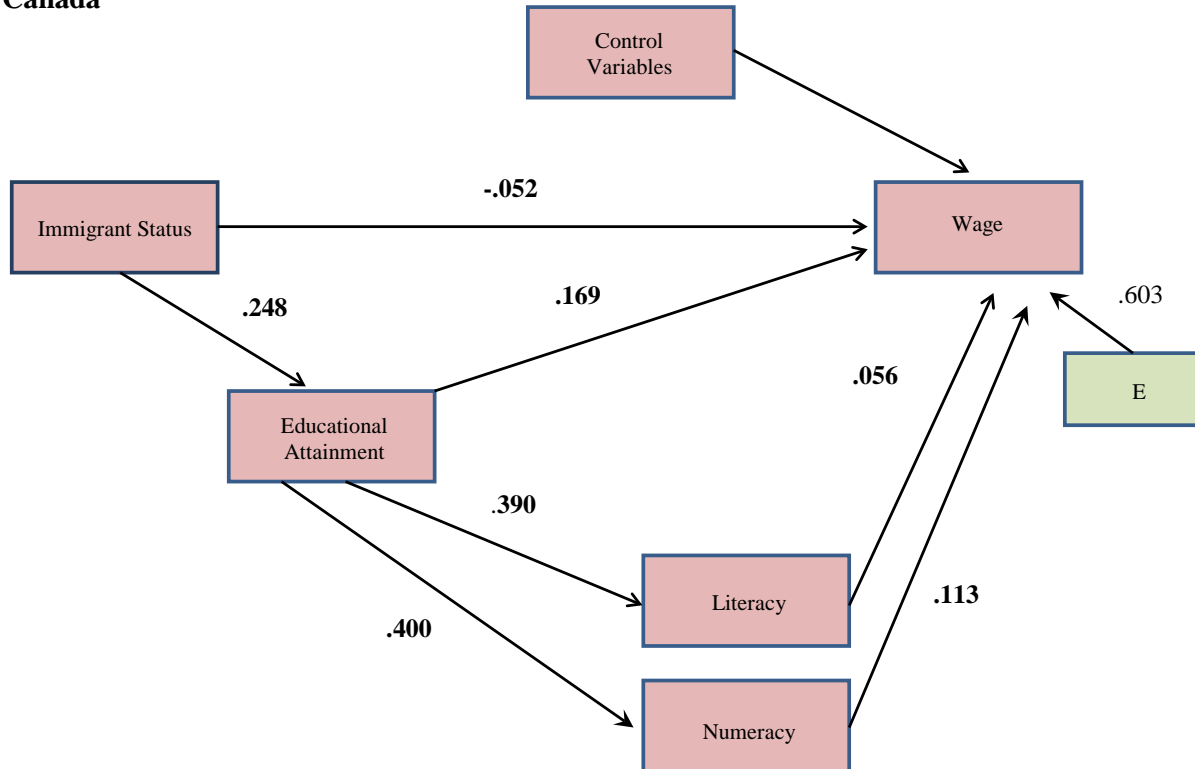 Canada
Control
Variables
-.052
Immigrant Status
Wage
.248
.169
.603
.056
E
Educational
Attainment
.390
Literacy
.113
.400
Numeracy